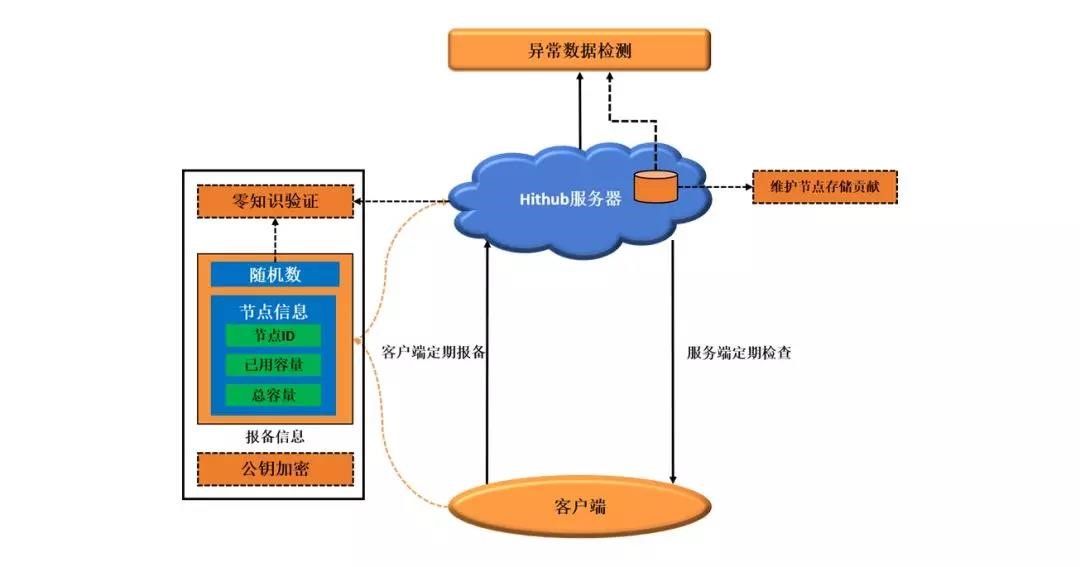 异常数据检测
Hithub服务器
维护节点存储贡献
零知识验证
随机数
节点信息
节点ID
已用容量
总容量
报备信息
公钥加密
客户端定期报备
服务端定期检查
客户端